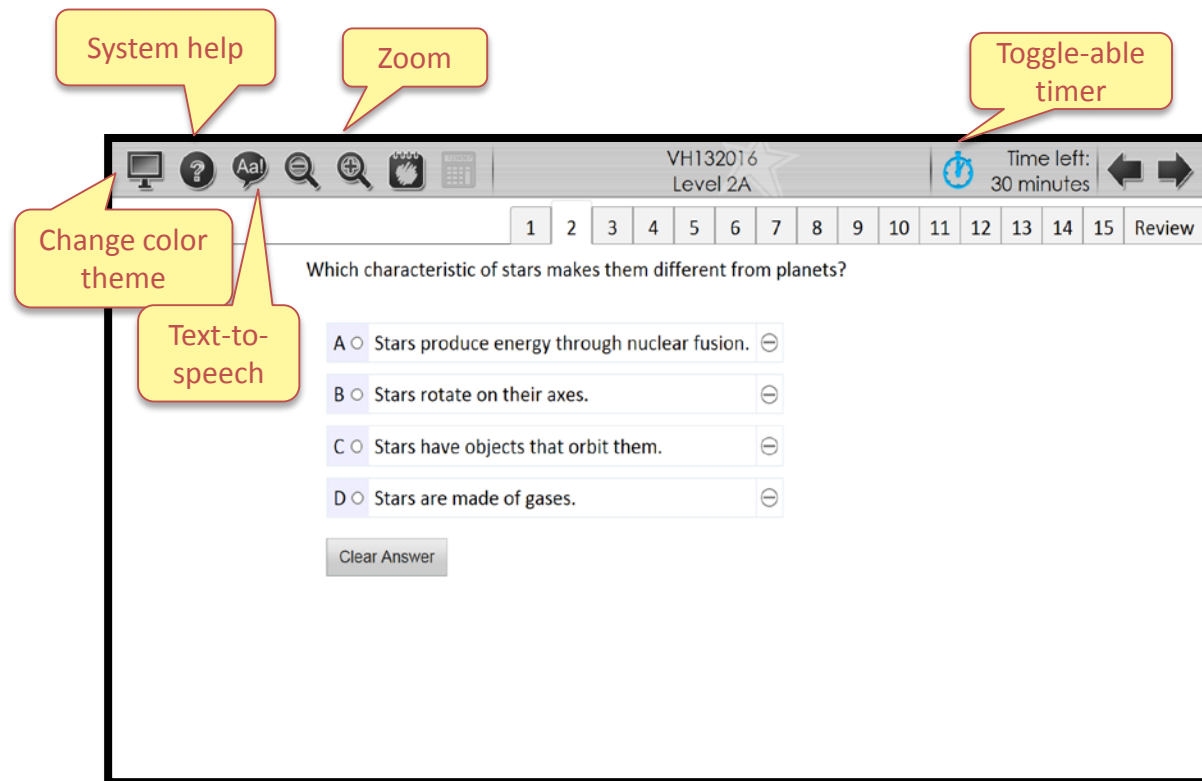 System help
Zoom
Toggle-able
timer
Aa!
VH132016
Level 2A
Time left:
30 minutes
Change color
theme
Text-to-
speech
1 2 3 4 5 6 7 8 9 10 11 12 13 14 15 Review
Which characteristic of stars makes them different from planets?
A Stars produce energy through nuclear fusion.
B Stars rotate on their axes.
C Stars have objects that orbit them.
D Stars are made of gases.
Clear Answer